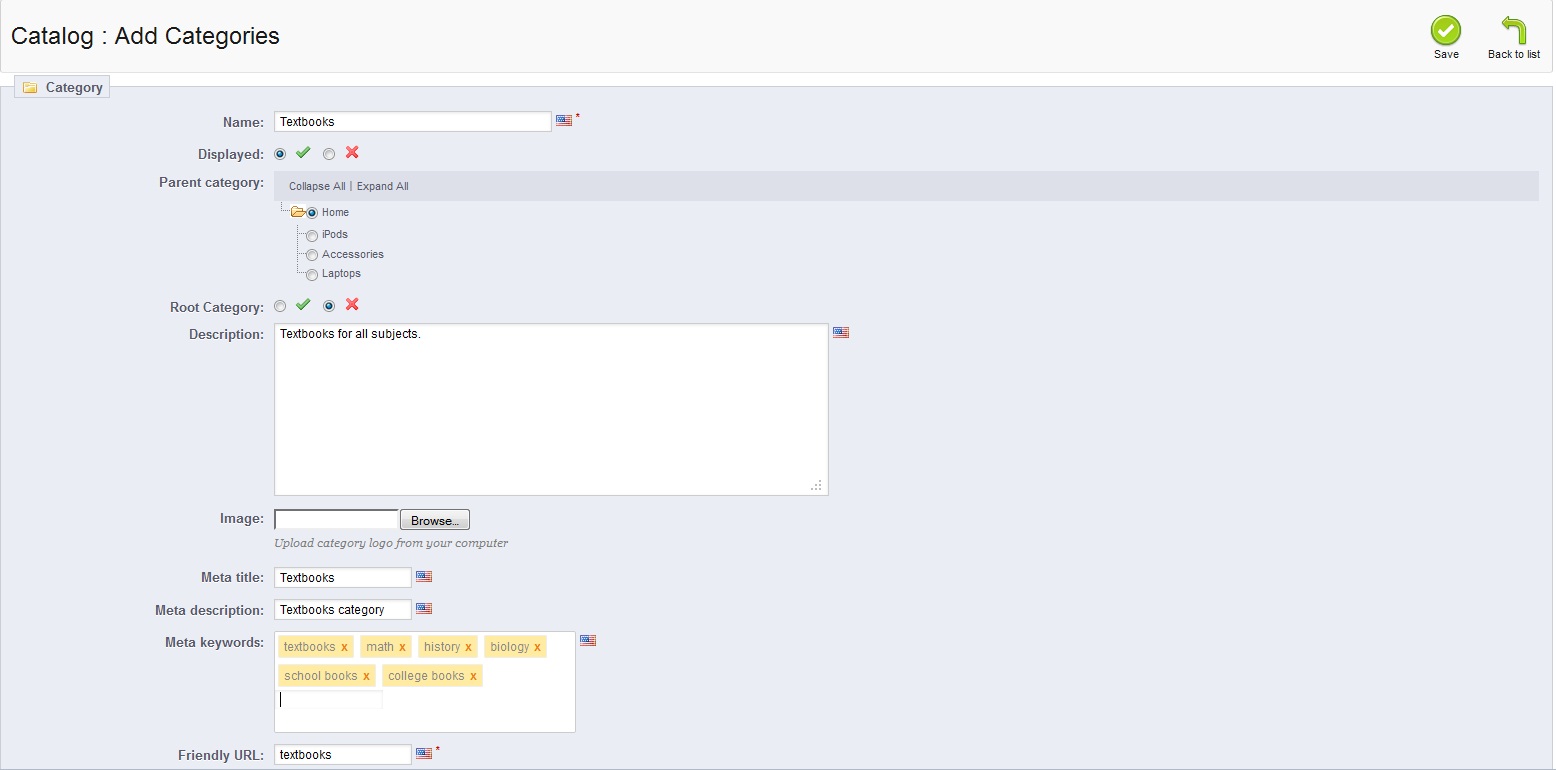 Catalog : Add Categories
Save
Back to list
Category
Name: Textbooks *
Displayed:
Parent category: Collapse All | Expand All
Home
iPods
Accessories
Laptops
Root Category:
Description: Textbooks for all subjects.
Image: Browse...
Upload category logo from your computer
Meta title: Textbooks
Meta description: Textbooks category
Meta keywords: textbooks x math x history x biology x
school books x college books x
Friendly URL: textbooks *